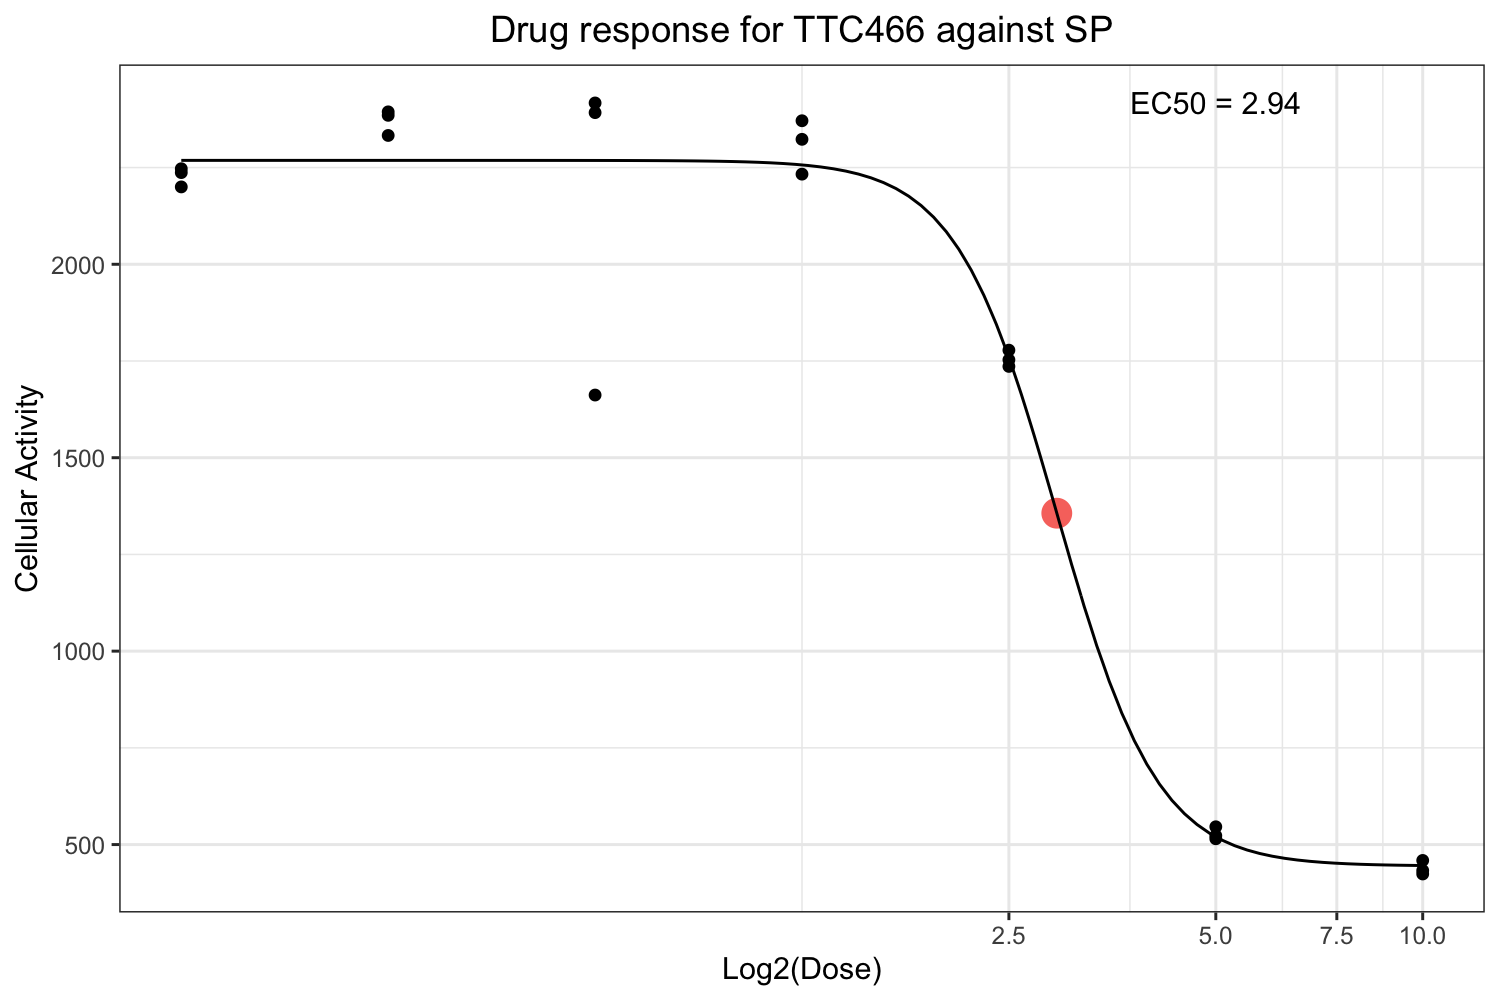 Drug response for TTC466 against SP
EC50 = 2.94
Cellular Activity
2000
1500
1000
500
2.5 5.0 7.5 10.0
Log2(Dose)